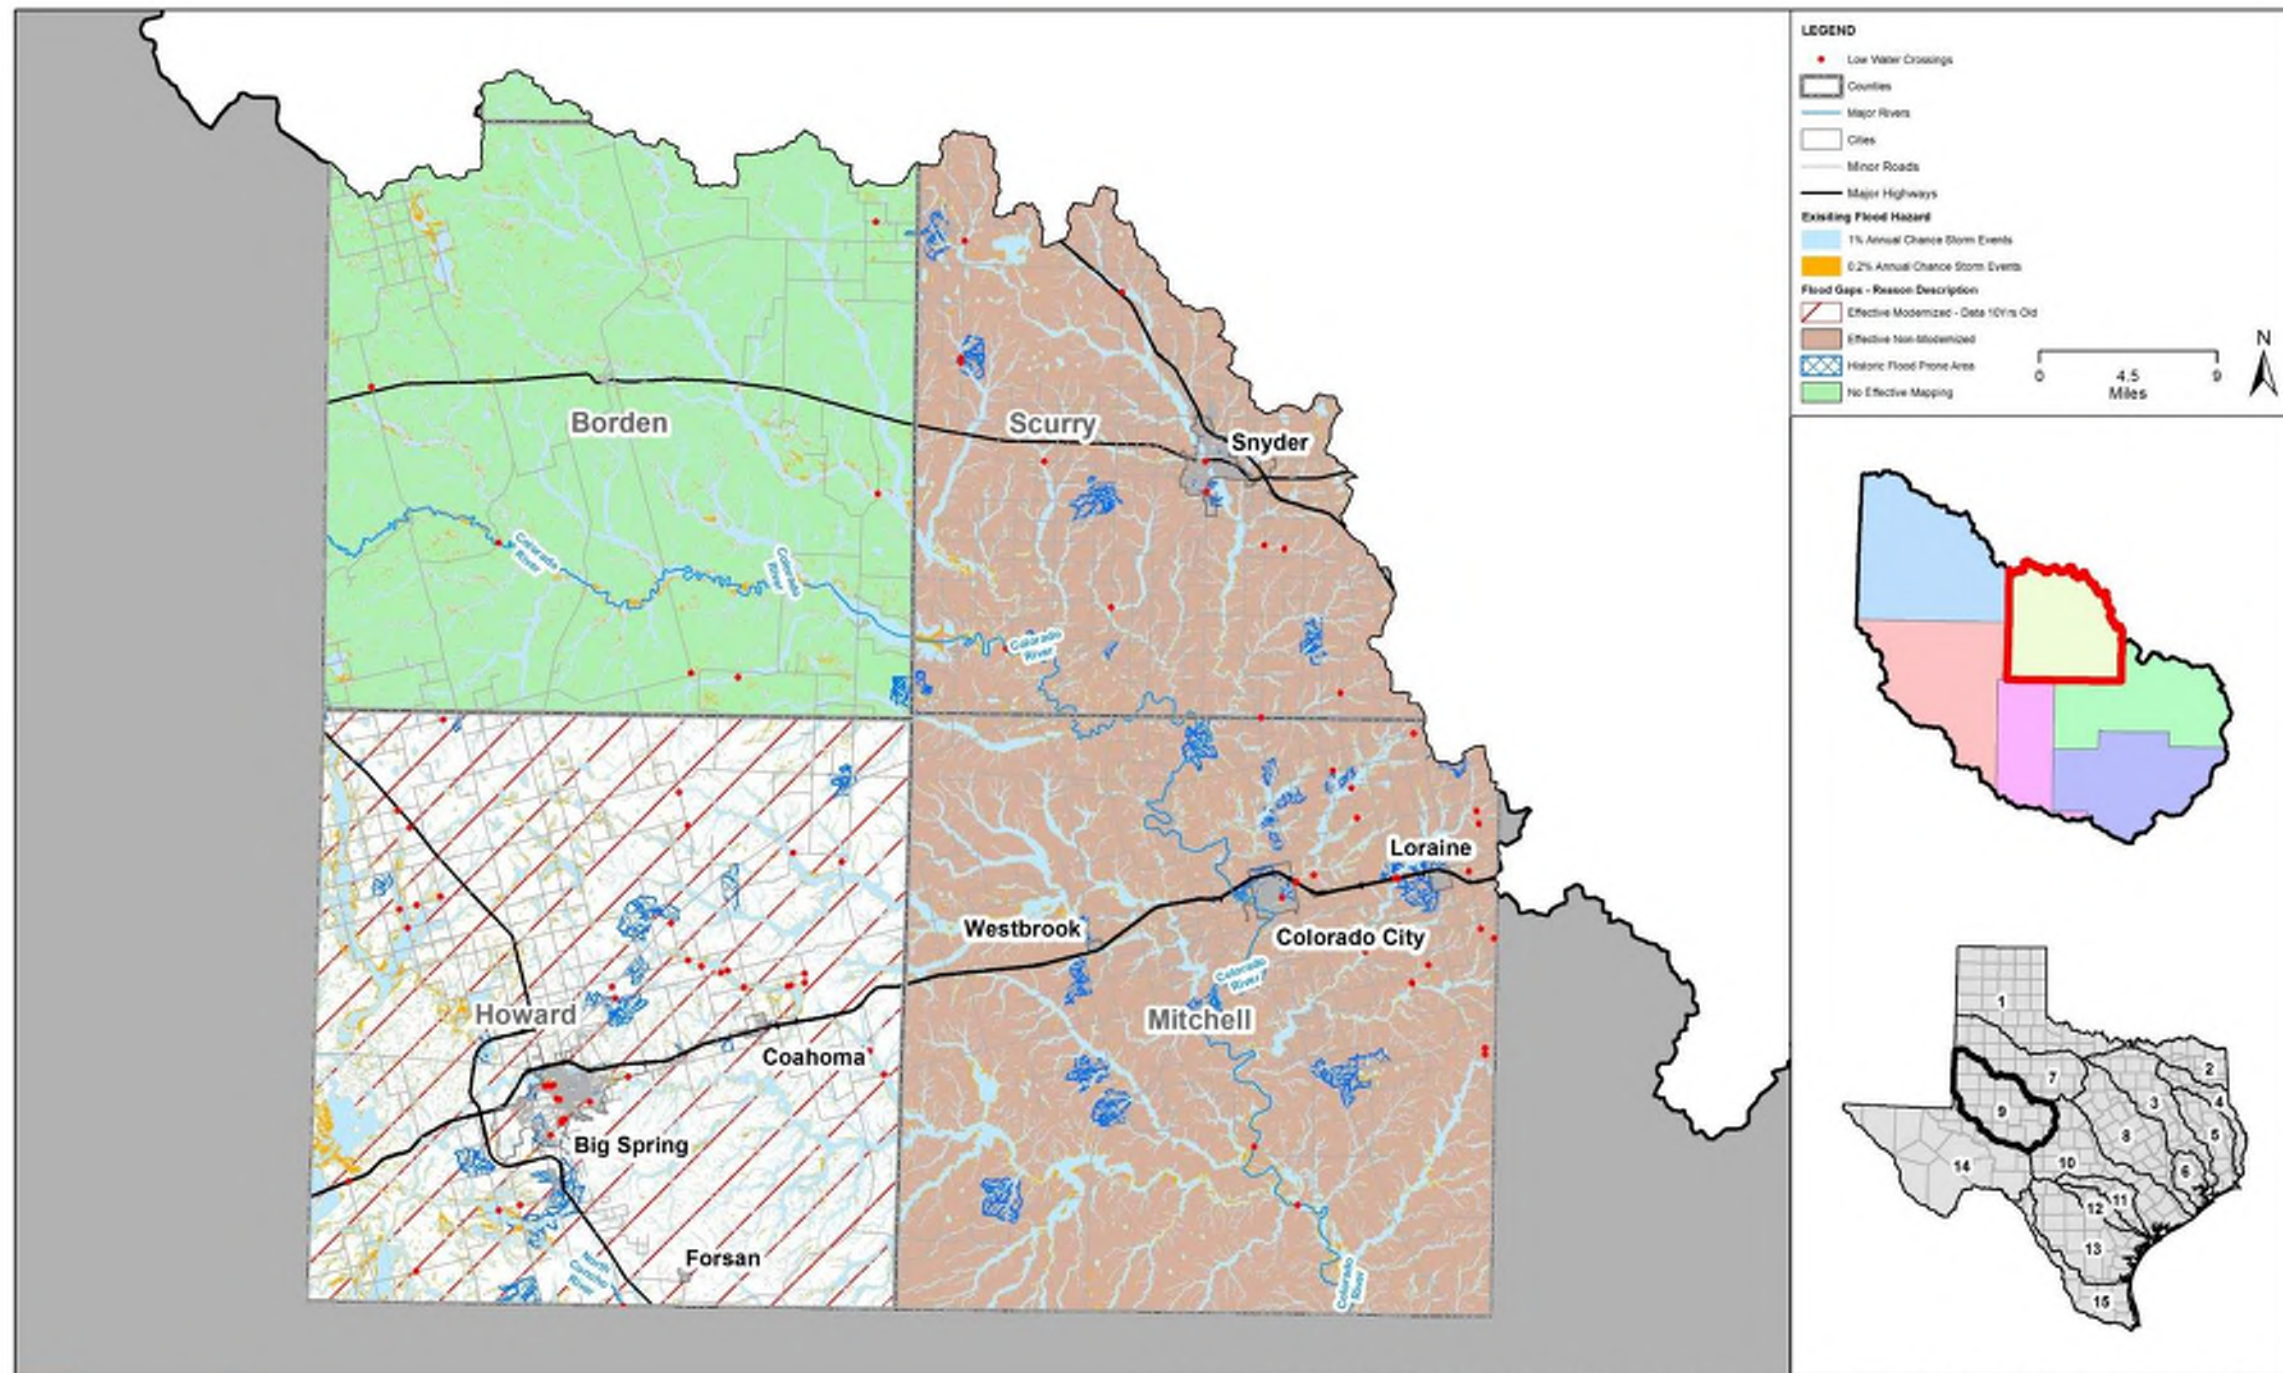 LEGEND
Low Water Crossings
Counties
Major Rivers
Cities
Minor Roads
Major Highways
Exisiting Flood Hazard
1% Annual Chance Storm Events
0.2% Annual Chance Storm Events
Flood Gaps - Reason Description
Effective Modernized - Data 10Yrs Old
Effective Non-Modernized
Historic Flood Prone Area
No Effective Mapping
N
0
4.5
9
Miles
Borden
Scurry
Snyder
Colorado
River
Colorado
River
Colorado
River
Loraine
Westbrook
Colorado City
Colorado
River
Howard
Mitchell
Coahoma
Big Spring
Forsan
North
Concho
River
Colorado
River
1
2
7
4
3
9
5
8
14
10
6
11
12
13
15